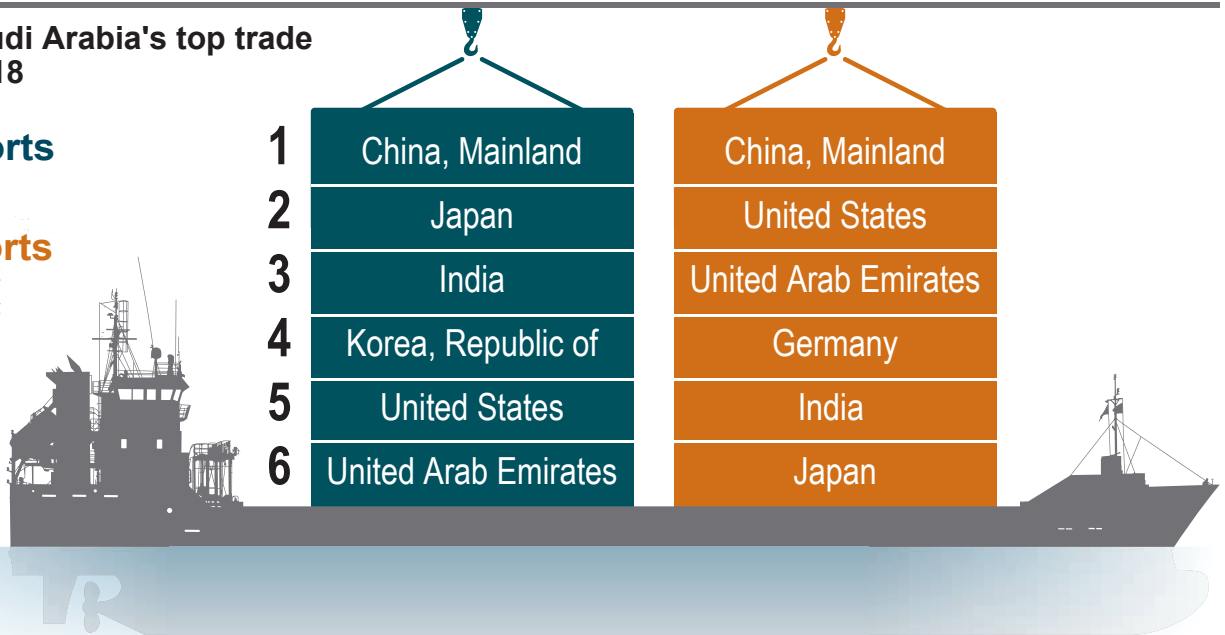 udi Arabia's top trade
18
orts
orts
1 China, Mainland China, Mainland
2 Japan United States
3 India United Arab Emirates
4 Korea, Republic of Germany
5 United States India
6 United Arab Emirates Japan